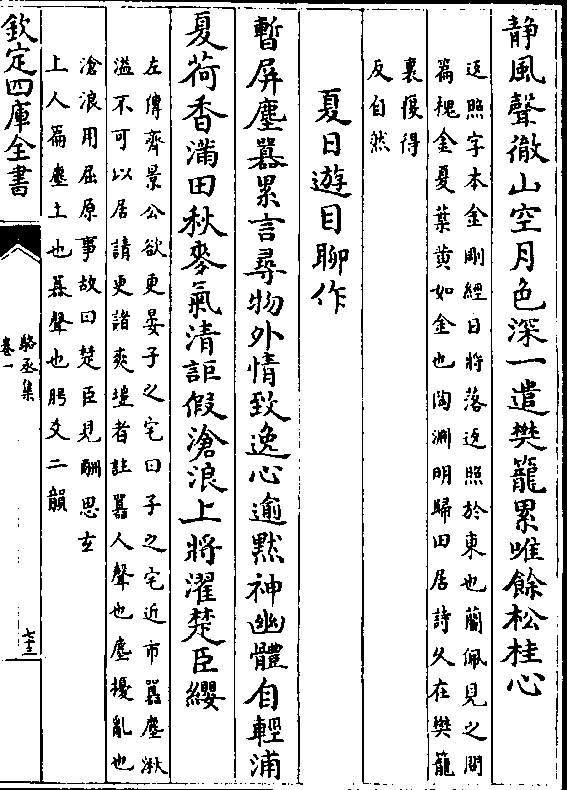 静風聲徹山空月色深一遣樊籠累唯餘松桂心
返照字本金剛經日將落返照於東也蘭佩見之問
篇槐金夏葉黄如金也陶淵明歸田居詩久在樊籠
裏復得
反自然
夏日遊目聊作
暫屏塵囂累言尋物外情致逸心逾黙神幽體自輕浦
夏荷香滿田秋麥氣清詎假滄浪上將濯楚臣纓
左傳齊景公欲更晏子之宅曰子之宅近市囂塵湫
溢不可以居請更諸爽塏者註囂人聲也塵擾亂也
滄浪用屈原事故曰楚臣見酬思玄
上人篇塵土也囂聲也腭交二韻
欽定四庫全書
駱丞集
卷一
七十三